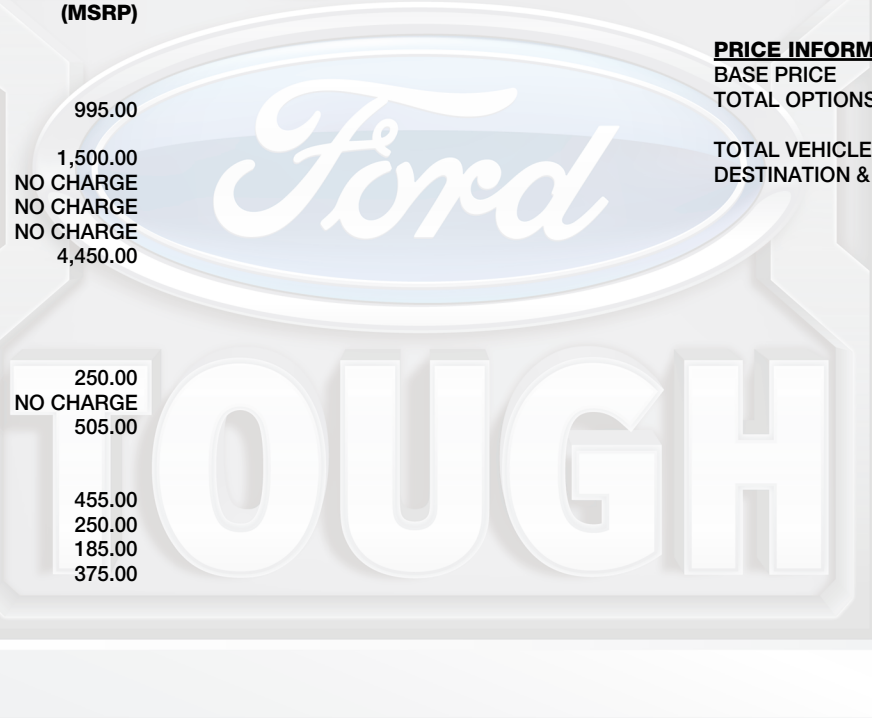 (MSRP)
995.00
1,500.00
NO CHARGE
NO CHARGE
NO CHARGE
4,450.00
250.00
NO CHARGE
505.00
455.00
250.00
185.00
375.00
PRICE INFORM
BASE PRICE
TOTAL OPTIONS
TOTAL VEHICLE
DESTINATION &
Ford
TOUGH